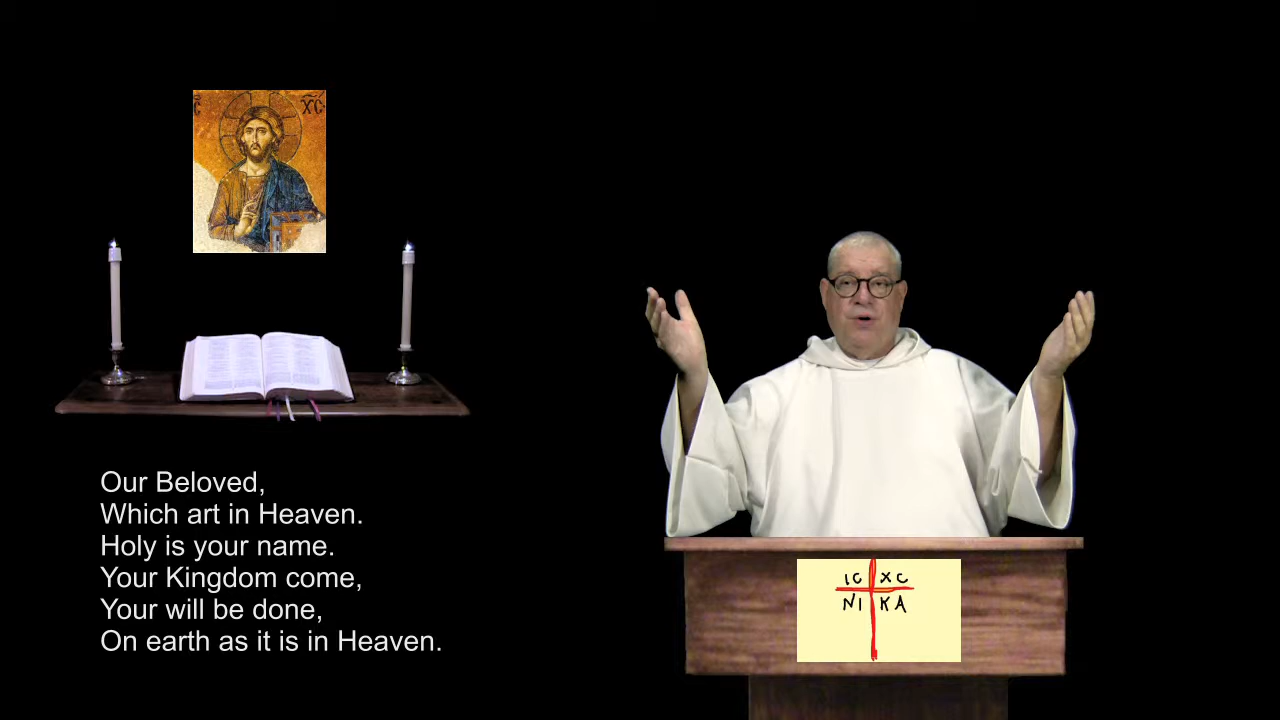 XC
Our Beloved,
Which art in Heaven.
Holy is your name.
Your Kingdom come,
Your will be done,
On earth as it is in Heaven.
IC XC
NI KA